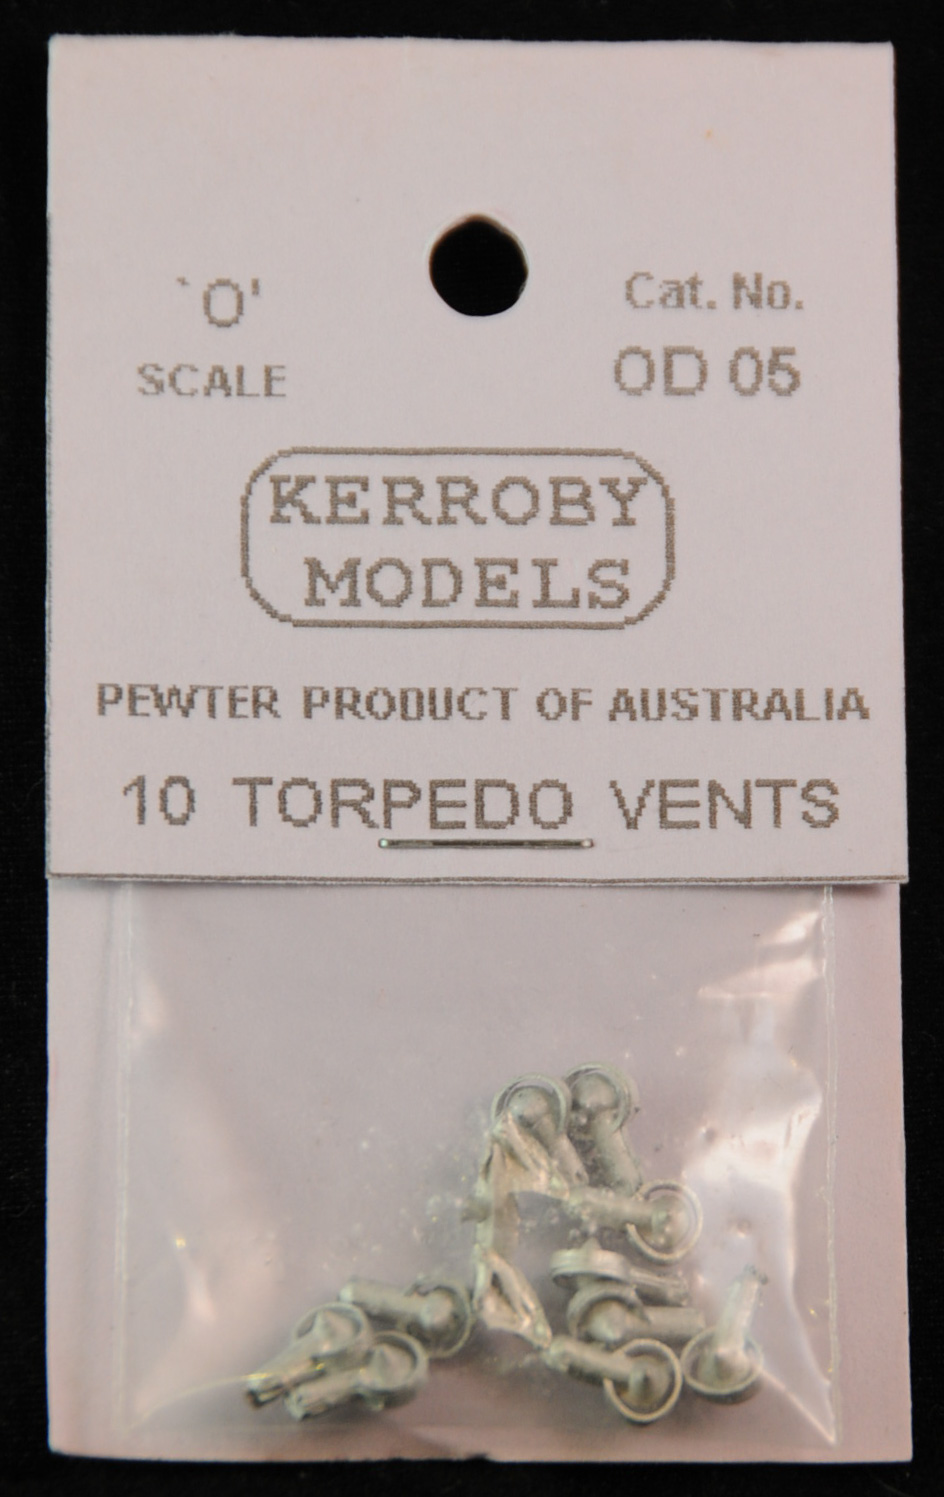 `O'
SCALE
Cat. No.
OD 05
KERROBY
MODELS
PEWTER PRODUCT OF AUSTRALIA
10 TORPEDO VENTS